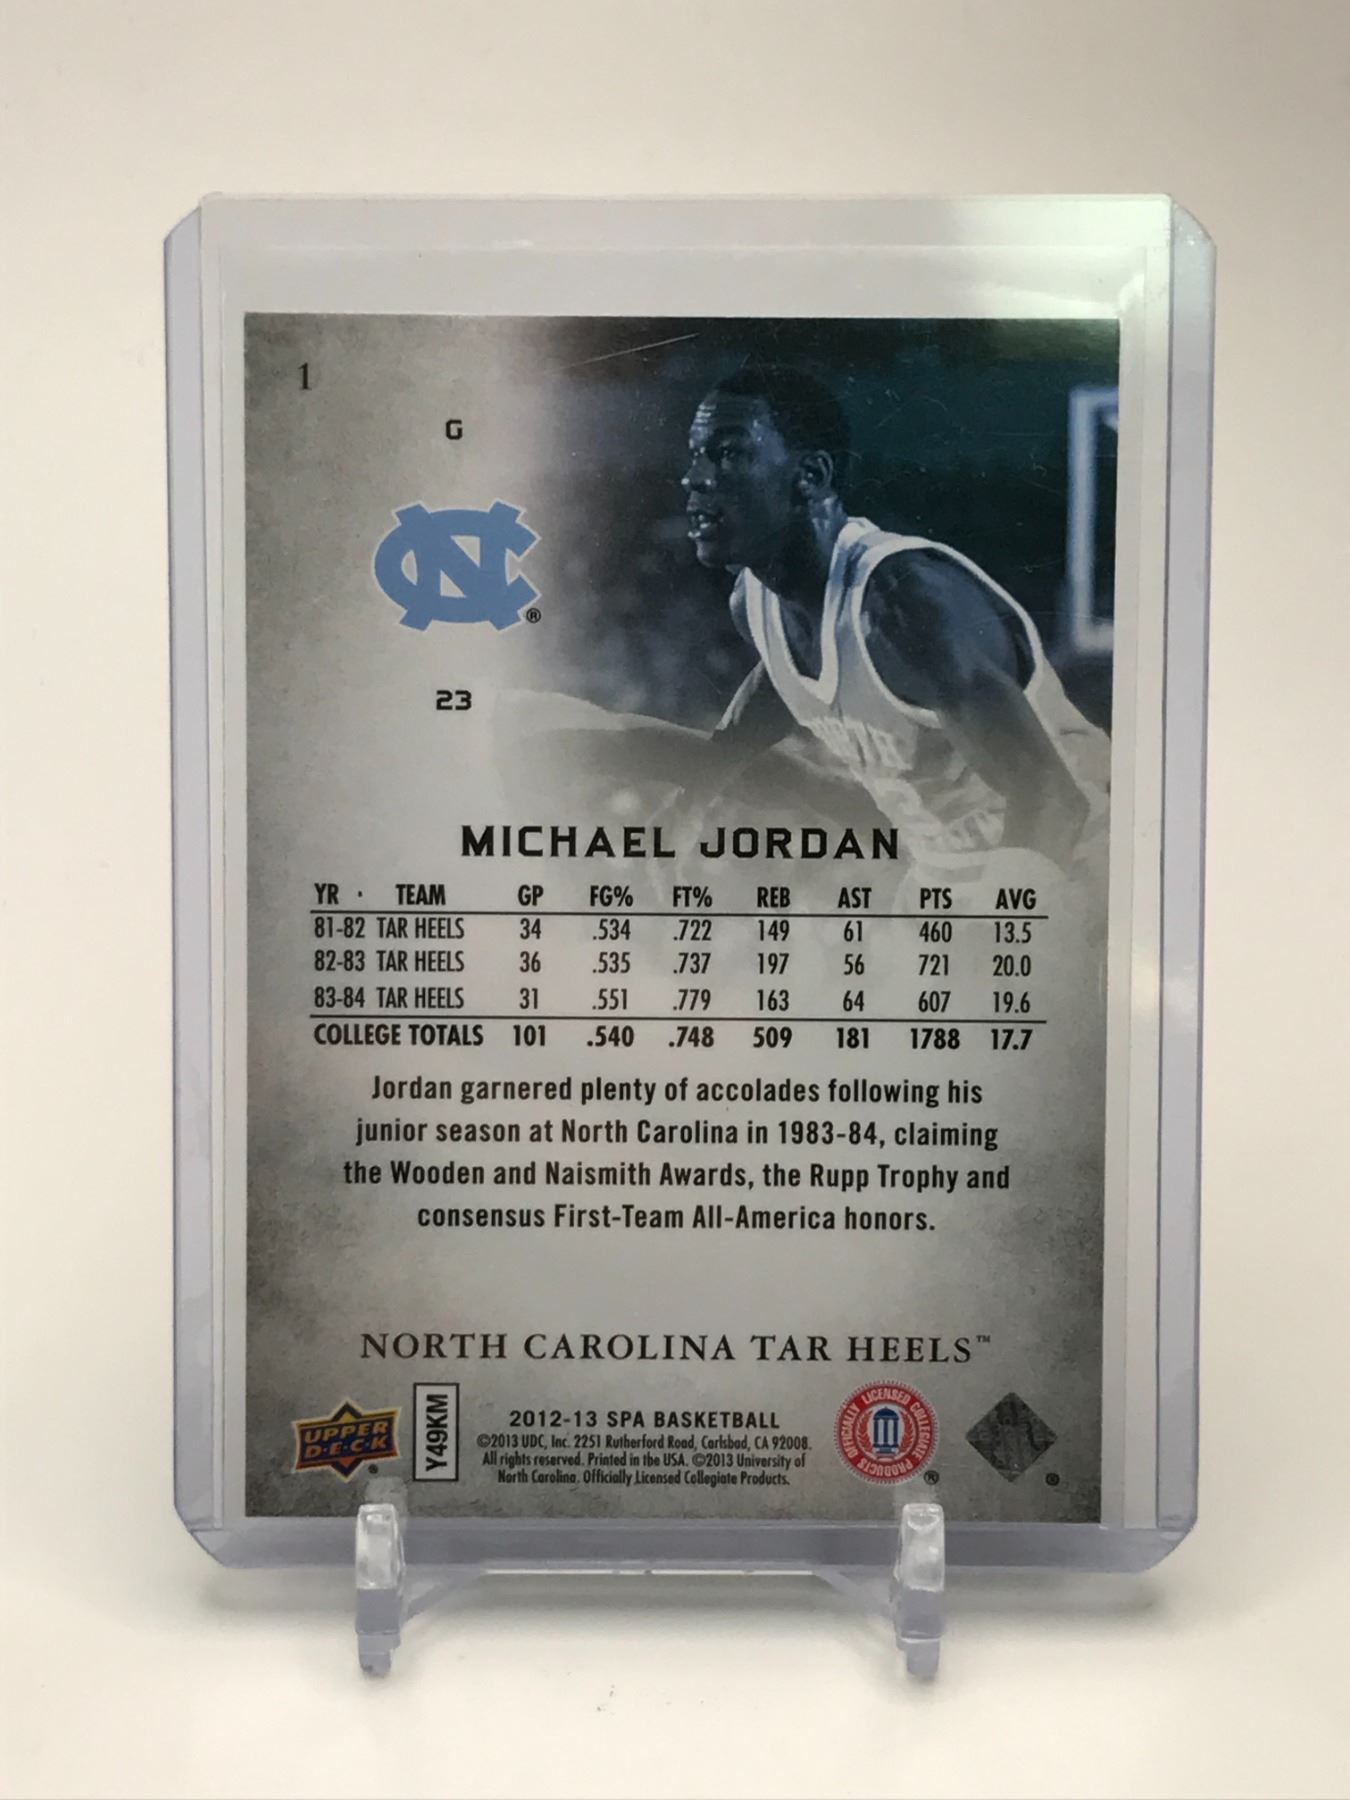 1
G
NC®
23
MICHAEL JORDAN
YR · TEAM GP FG% FT% REB AST PTS AVG
81-82 TAR HEELS 34 .534 .722 149 61 460 13.5
82-83 TAR HEELS 36 .535 .737 197 56 721 20.0
83-84 TAR HEELS 31 .551 .779 163 64 607 19.6
COLLEGE TOTALS 101 .540 .748 509 181 1788 17.7
Jordan garnered plenty of accolades following his
junior season at North Carolina in 1983-84, claiming
the Wooden and Naismith Awards, the Rupp Trophy and
consensus First-Team All-America honors.
NORTH CAROLINA TAR HEELS™
UPPER
D·E·C·K
®
Y49KM
2012-13 SPA BASKETBALL
©2013 UDC, Inc. 2251 Rutherford Road, Carlsbad, CA 92008.
All rights reserved. Printed in the USA. ©2013 University of
North Carolina. Officially Licensed Collegiate Products.
OFFICIALLY LICENSED COLLEGIATE PRODUCTS
®
®